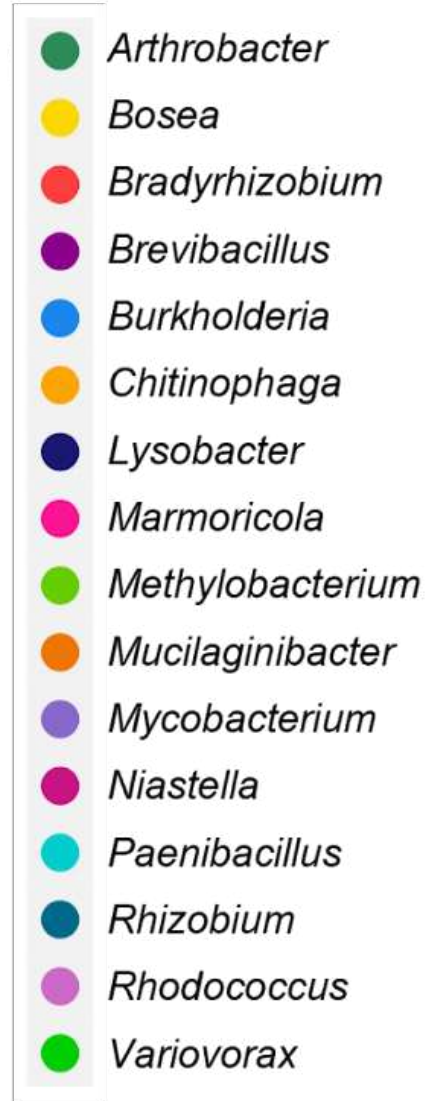 Arthrobacter
Bosea
Bradyrhizobium
Brevibacillus
Burkholderia
Chitinophaga
Lysobacter
Marmoricola
Methylobacterium
Mucilaginibacter
Mycobacterium
Niastella
Paenibacillus
Rhizobium
Rhodococcus
Variovorax